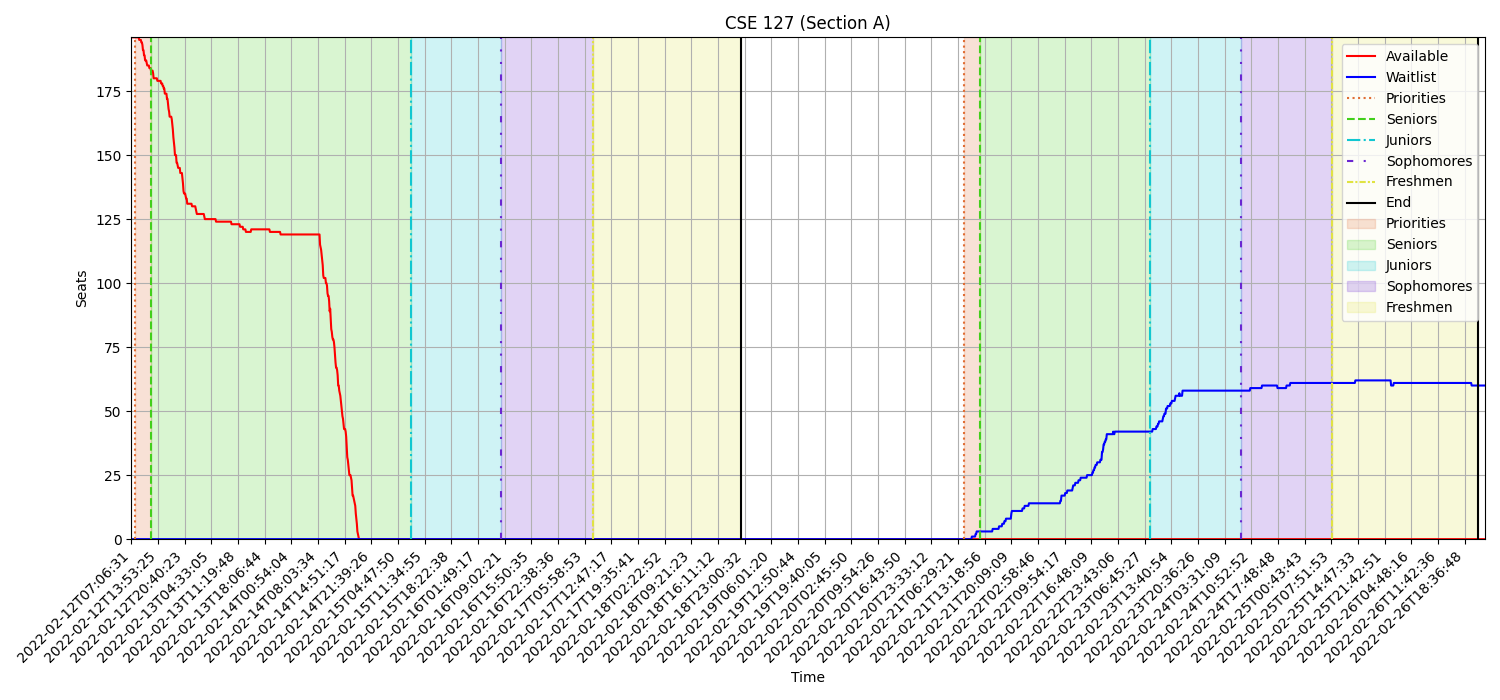 CSE 127 (Section A)
Available
Waitlist
Priorities
Seniors
Juniors
Sophomores
Freshmen
End
Priorities
Seniors
Juniors
Sophomores
Freshmen
Seats
175
150
125
100
75
50
25
0
2022-02-12T07:06:31
2022-02-12T13:53:25
2022-02-12T20:40:23
2022-02-13T04:33:05
2022-02-13T11:19:48
2022-02-13T18:06:44
2022-02-14T00:54:04
2022-02-14T08:03:34
2022-02-14T14:51:17
2022-02-14T21:39:26
2022-02-15T04:47:50
2022-02-15T11:34:55
2022-02-15T18:22:38
2022-02-16T01:49:17
2022-02-16T09:02:21
2022-02-16T15:50:35
2022-02-16T22:38:36
2022-02-17T05:58:53
2022-02-17T12:47:17
2022-02-17T19:35:41
2022-02-18T02:22:52
2022-02-18T09:21:23
2022-02-18T16:11:12
2022-02-18T23:00:32
2022-02-19T06:01:20
2022-02-19T12:50:44
2022-02-19T19:40:05
2022-02-20T02:45:50
2022-02-20T09:54:26
2022-02-20T16:43:50
2022-02-20T23:33:12
2022-02-21T06:29:21
2022-02-21T13:18:56
2022-02-21T20:09:09
2022-02-22T02:58:46
2022-02-22T09:54:17
2022-02-22T16:48:09
2022-02-22T23:43:06
2022-02-23T06:45:27
2022-02-23T13:40:54
2022-02-23T20:36:26
2022-02-24T03:31:09
2022-02-24T10:52:52
2022-02-24T17:48:48
2022-02-25T00:43:43
2022-02-25T07:51:53
2022-02-25T14:47:33
2022-02-25T21:42:51
2022-02-26T04:48:16
2022-02-26T11:42:36
2022-02-26T18:36:48
Time